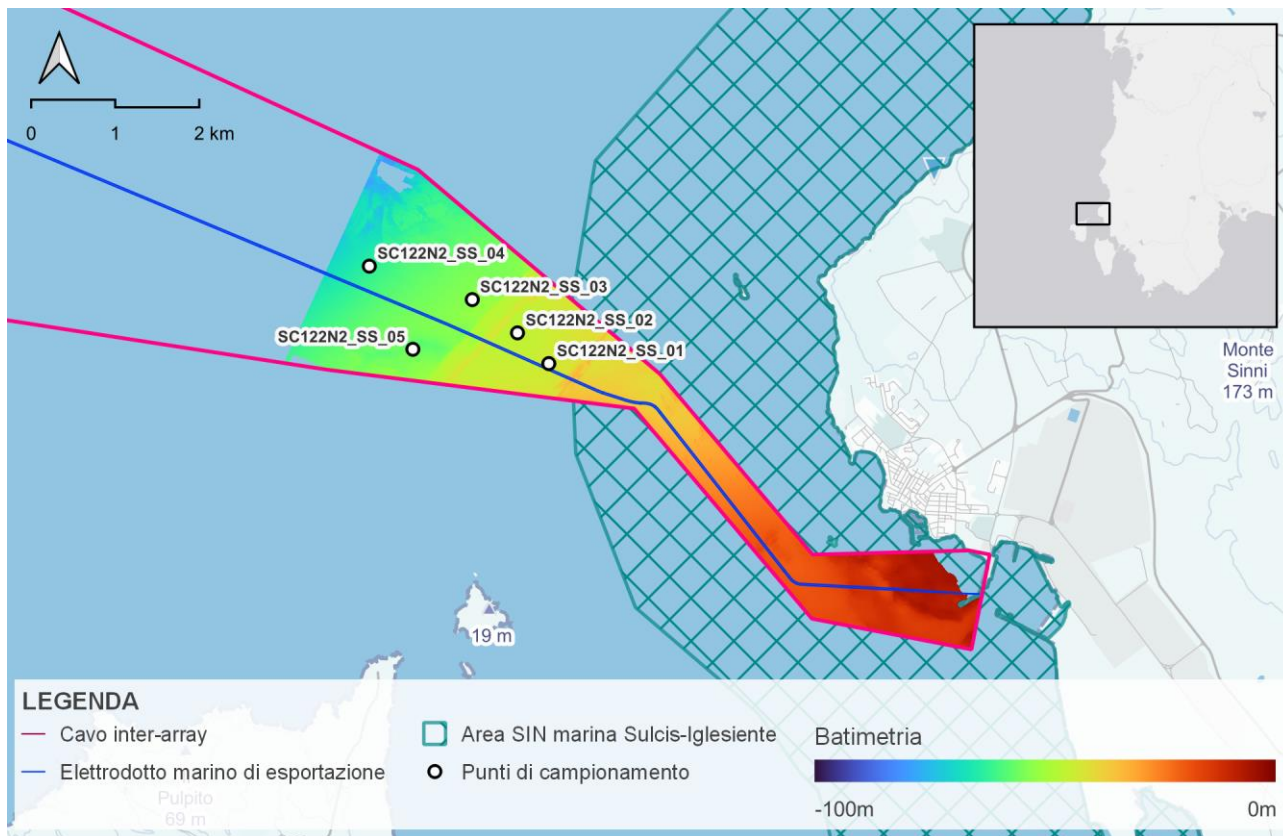 0 1 2 km
SC122N2_SS_04
SC122N2_SS_03
SC122N2_SS_02
SC122N2_SS_05
SC122N2_SS_01
Monte
Sinni
173 m
19 m
LEGENDA
Cavo inter-array
Elettrodotto marino di esportazione
Area SIN marina Sulcis-Iglesiente
Punti di campionamento
Batimetria
-100m 0m
Pulpito
69 m